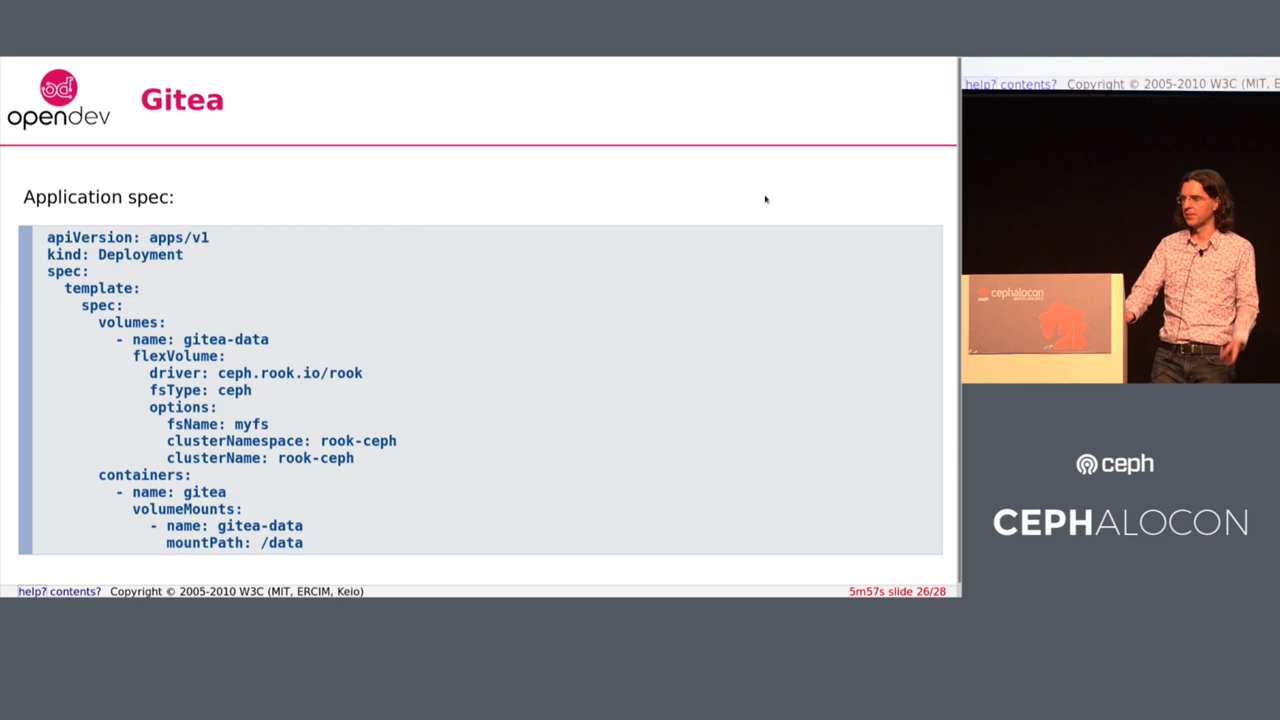 opendev
Gitea
Application spec:
apiVersion: apps/v1
kind: Deployment
spec:
  template:
    spec:
      volumes:
        - name: gitea-data
          flexVolume:
            driver: ceph.rook.io/rook
            fsType: ceph
            options:
              fsName: myfs
              clusterNamespace: rook-ceph
              clusterName: rook-ceph
      containers:
        - name: gitea
          volumeMounts:
            - name: gitea-data
              mountPath: /data
help? contents? Copyright © 2005-2010 W3C (MIT, ERCIM, Keio)
5m57s slide 26/28
help? contents? Copyright © 2005-2010 W3C (MIT, E
cephalocon
ceph
CEPHALOCON